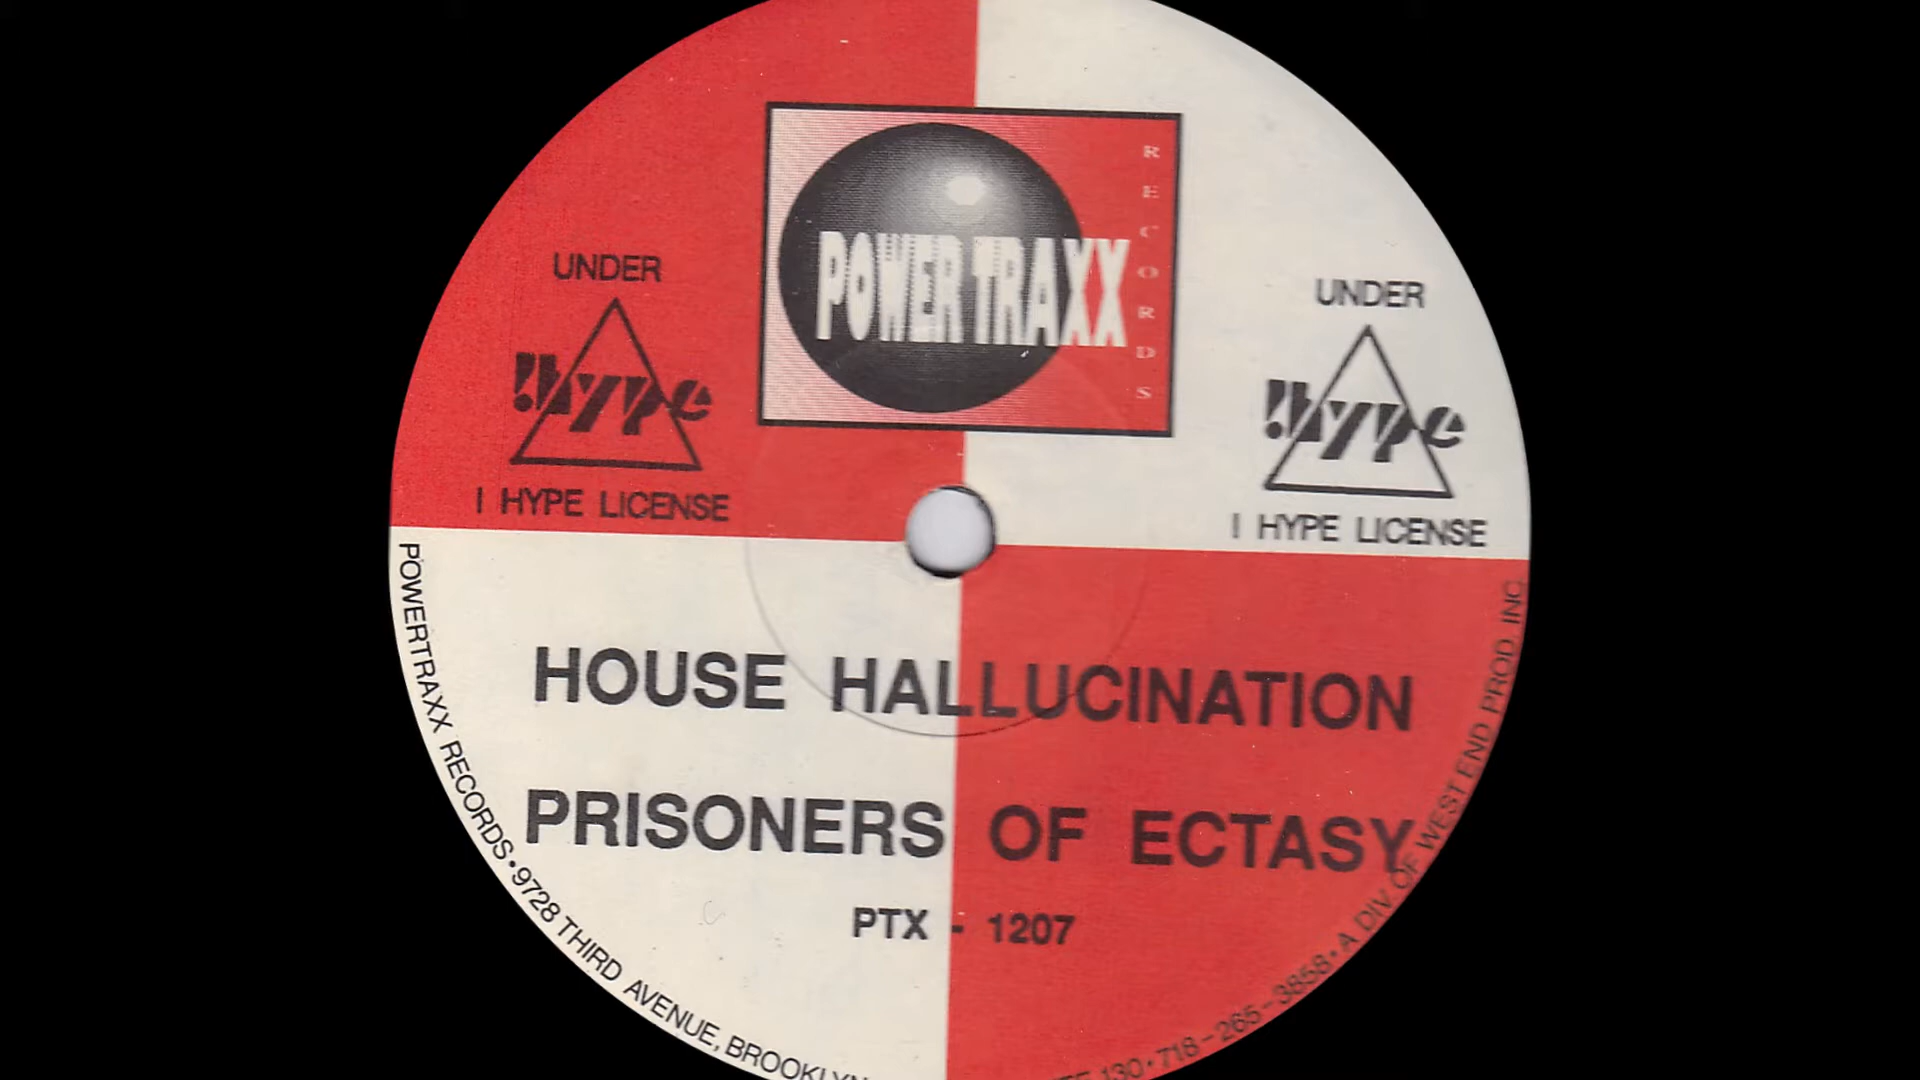 POWER TRAXX
RECORDS
UNDER
!hype
I HYPE LICENSE
UNDER
!hype
I HYPE LICENSE
HOUSE HALLUCINATION
PRISONERS OF ECTASY
PTX - 1207
POWERTRAXX RECORDS • 9728 THIRD AVENUE, BROOKLYN
130 • 718-265-3858 • A DIV. OF WEST END PROD. INC.